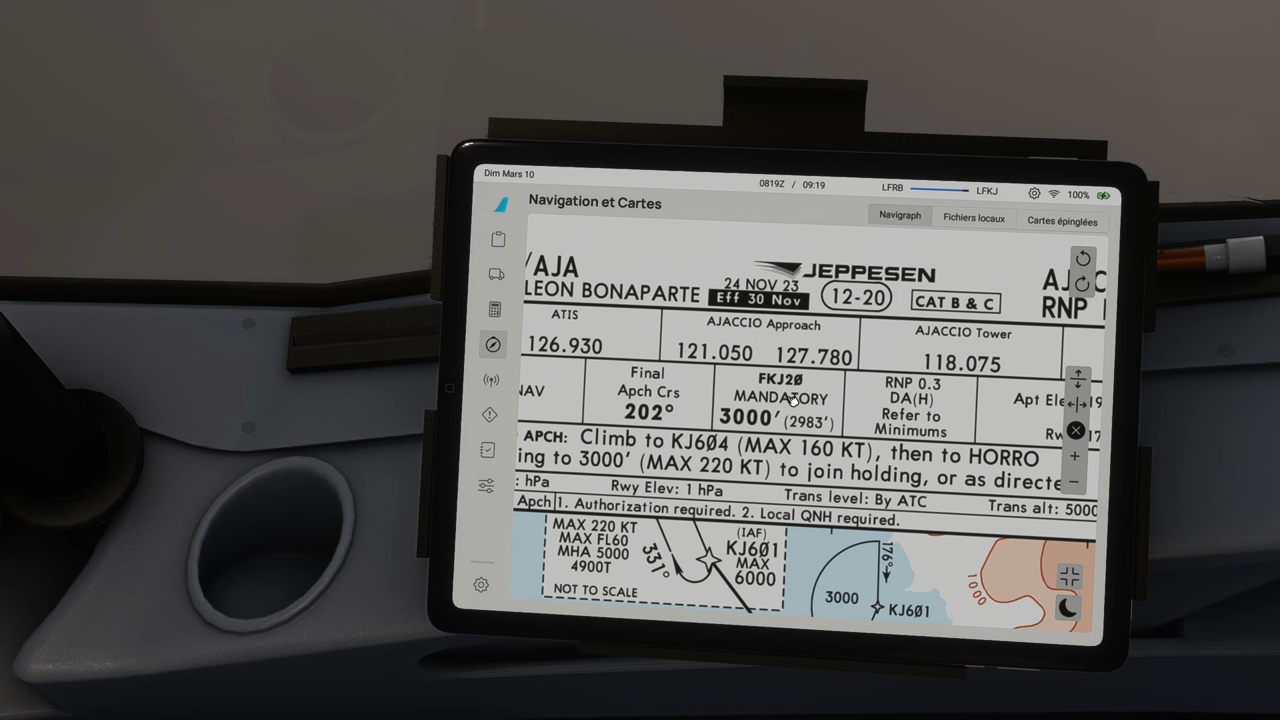 Dim Mars 10
0819Z / 09:19
LFRB LFKJ
100%
Navigation et Cartes
Navigraph
Fichiers locaux
Cartes épinglées
/AJA
JEPPESEN
LEON BONAPARTE
24 NOV 23
Eff 30 Nov
12-20
CAT B & C
RNP
ATIS
126.930
AJACCIO Approach
121.050 127.780
AJACCIO Tower
118.075
Final
Apch Crs
202°
FKJ20
MANDATORY
3000' (2983')
RNP 0.3
DA(H)
Refer to
Minimums
Apt
APCH: Climb to KJ604 (MAX 160 KT), then to HORRO
ing to 3000' (MAX 220 KT) to join holding, or as directe
: hPa
Rwy Elev: 1 hPa
Trans level: By ATC
Trans alt: 5000
Apch
1. Authorization required. 2. Local QNH required.
MAX 220 KT
MAX FL60
MHA 5000
4900T
NOT TO SCALE
331°
(IAF)
KJ601
MAX
6000
176°
3000
KJ601
1000